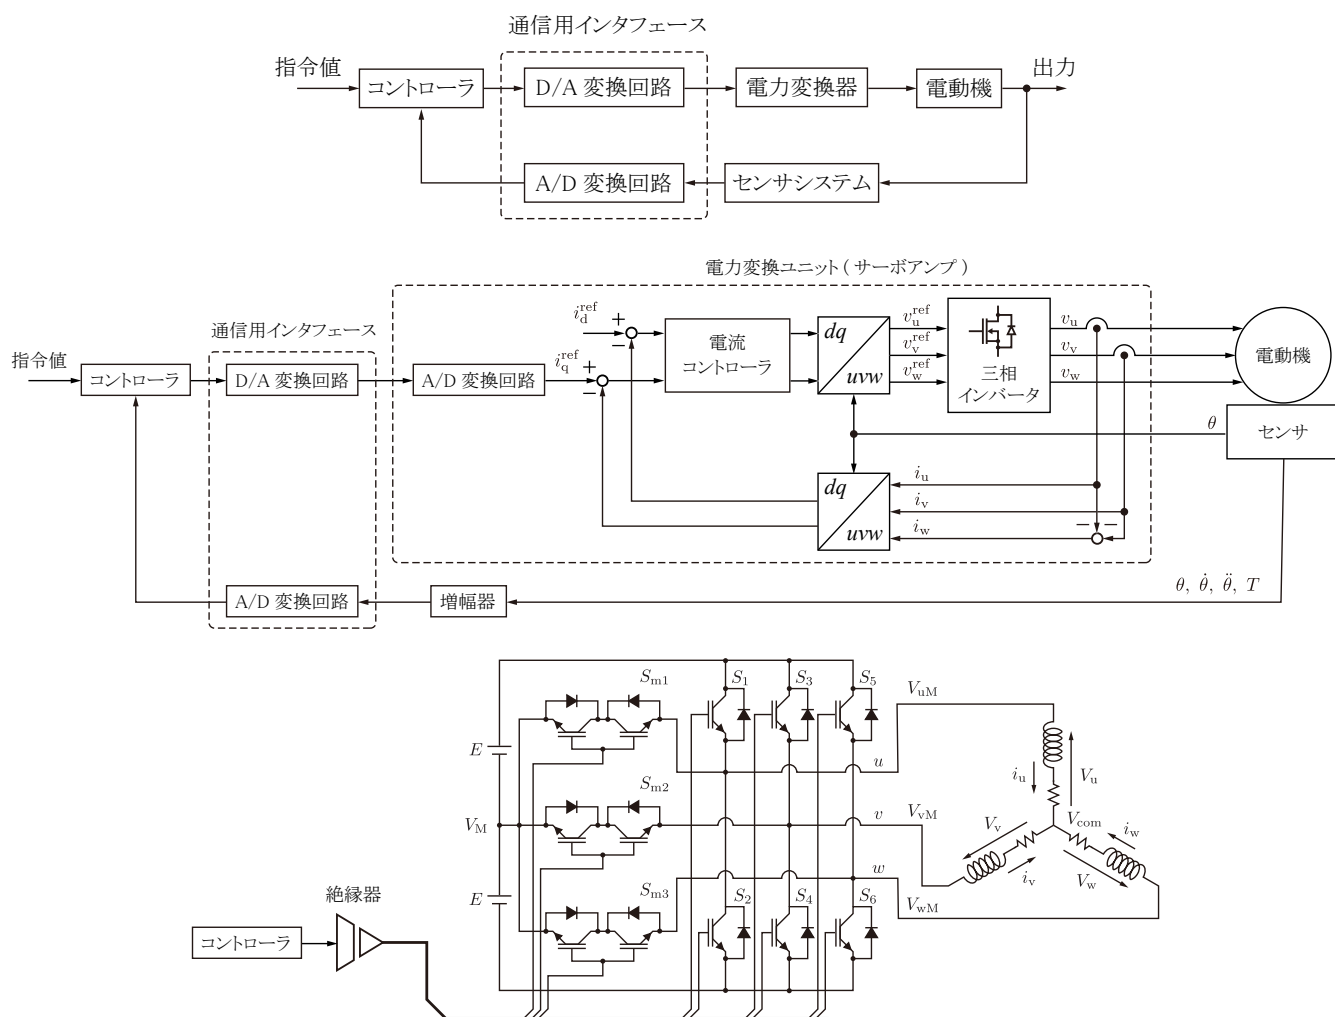 通信用インタフェース
指令値
コントローラ
D/A 変換回路
電力変換器
電動機
出力
A/D 変換回路
センサシステム
電力変換ユニット ( サーボアンプ )
通信用インタフェース
指令値
コントローラ
D/A 変換回路
A/D 変換回路
i_d^ref
+
−
i_q^ref
+
−
電流
コントローラ
dq
uvw
v_u^ref
v_v^ref
v_w^ref
三相
インバータ
v_u
v_v
v_w
電動機
センサ
θ
dq
uvw
i_u
i_v
i_w
− −
A/D 変換回路
増幅器
θ, θ̇, θ̈, T
S_m1
S_1
S_3
S_5
V_uM
E
u
i_u
V_u
S_m2
V_M
v
V_vM
V_v
V_com
i_w
i_v
V_w
w
S_m3
E
S_2
S_4
S_6
V_wM
絶縁器
コントローラ